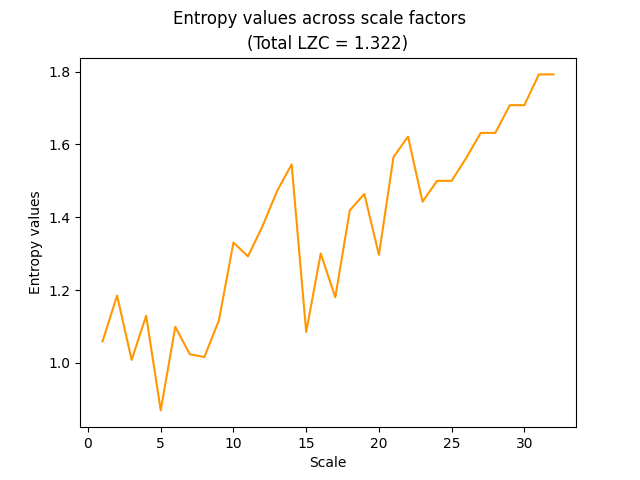 Entropy values across scale factors
(Total LZC = 1.322)
1.8
1.6
1.4
1.2
1.0
Entropy values
0 5 10 15 20 25 30
Scale